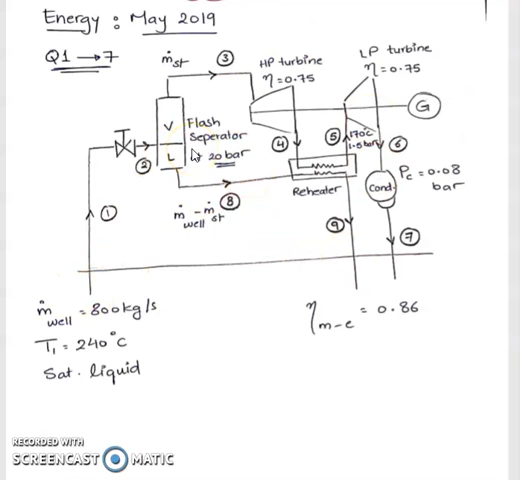 Energy : May 2019
Q1 → 7
ṁst
③
HP turbine
η = 0.75
LP turbine
η = 0.75
V
L
Flash
Seperator
↳ 20 bar
②
④
⑤
170°C
1.5 bar
⑥
G
Reheater
Cond.
Pc = 0.08
bar
①
ṁwell - ṁst
⑧
⑨
⑦
ṁwell = 800 kg/s
T1 = 240°C
Sat. liquid
ηm-e = 0.86
RECORDED WITH
SCREENCAST O MATIC